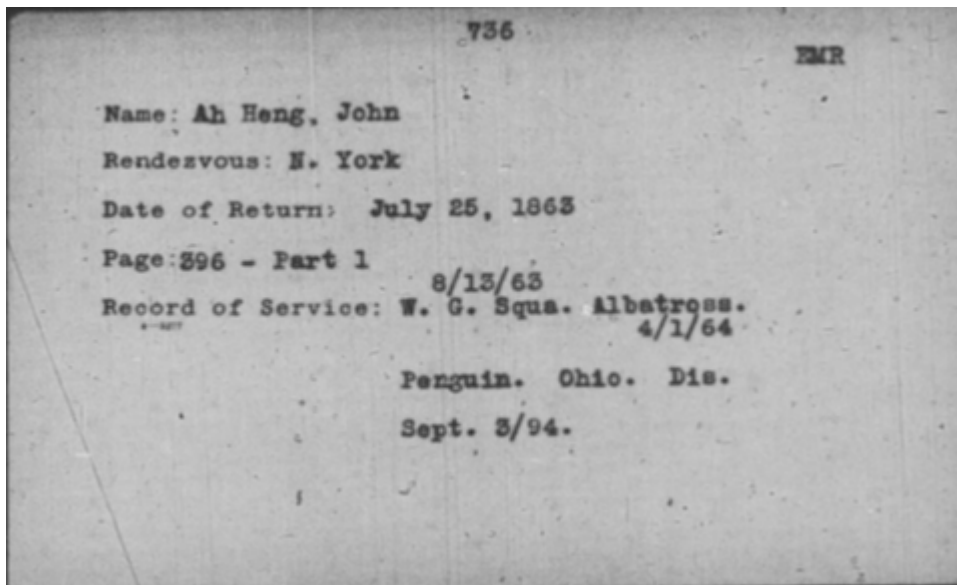 736
EMR
Name: Ah Heng, John
Rendezvous: N. York
Date of Return: July 25, 1863
Page: 396 - Part 1
8/13/63
Record of Service: W. G. Squa. Albatross.
4/1/64
Penguin. Ohio. Dis.
Sept. 3/94.